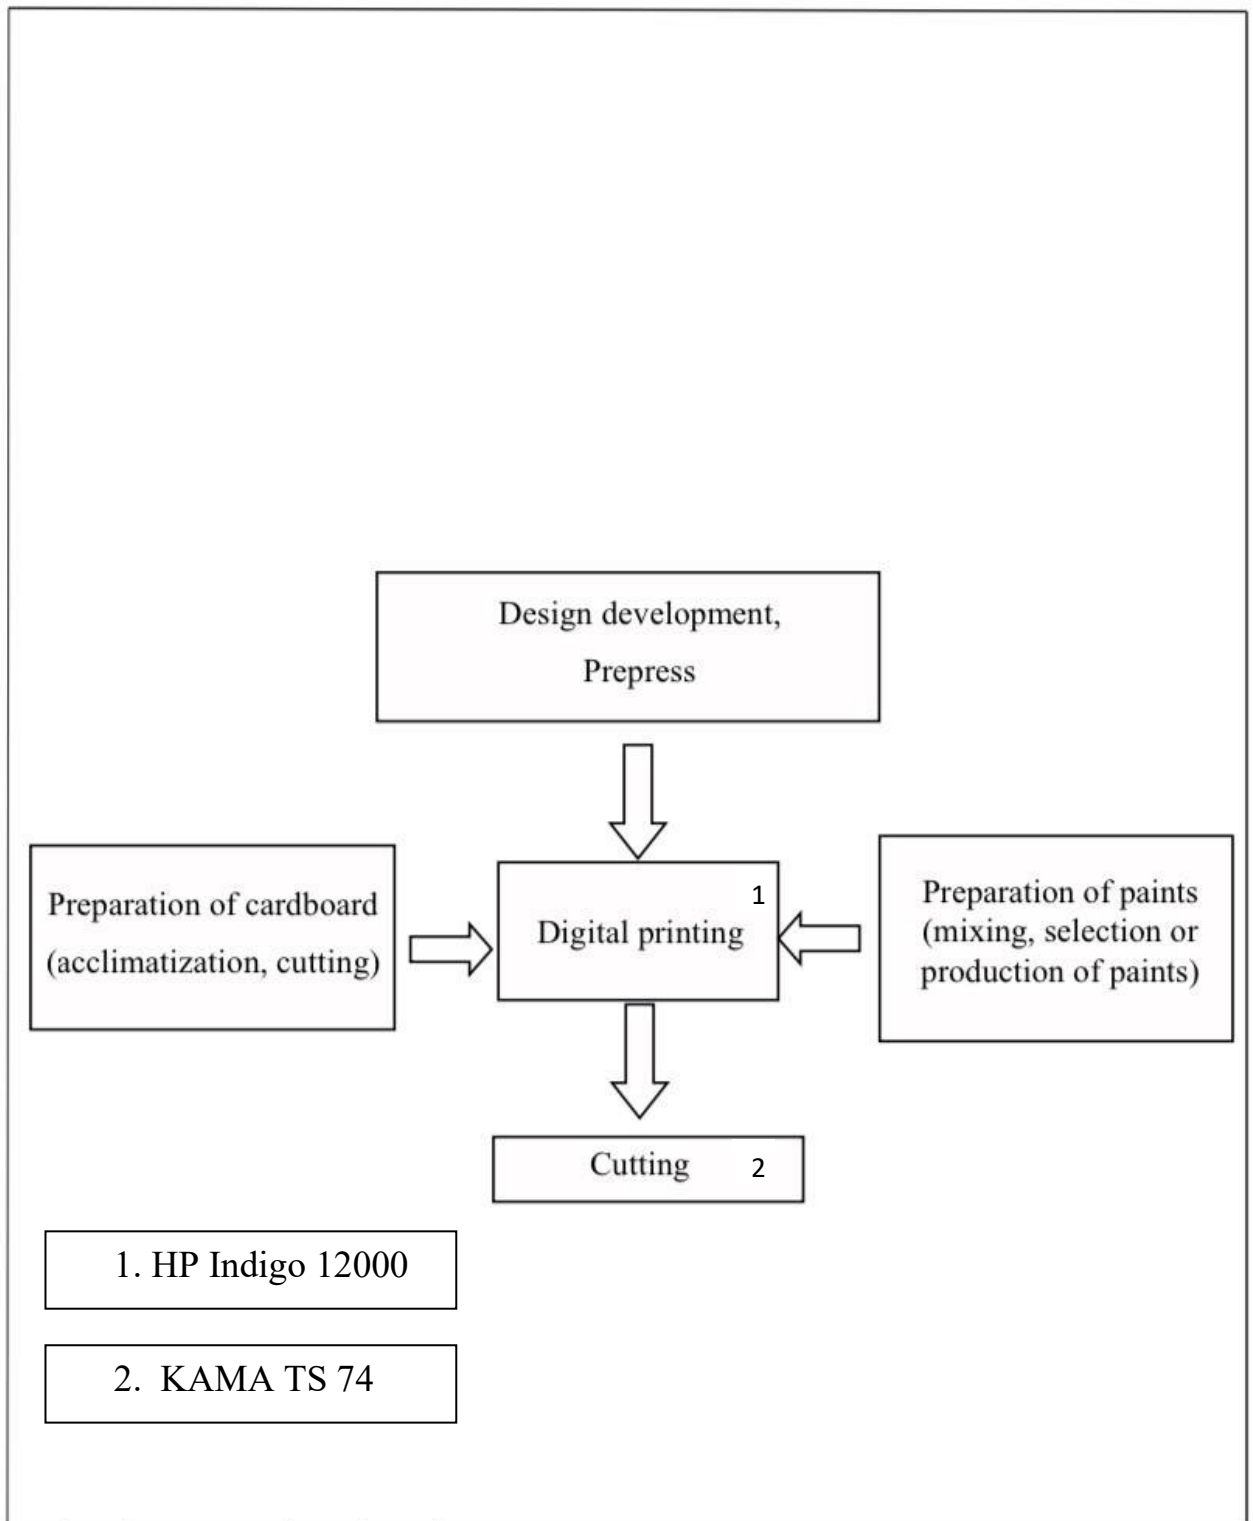 Design development,
Prepress
Preparation of cardboard
(acclimatization, cutting)
Digital printing
1
Preparation of paints
(mixing, selection or
production of paints)
Cutting 2
1. HP Indigo 12000
2. KAMA TS 74